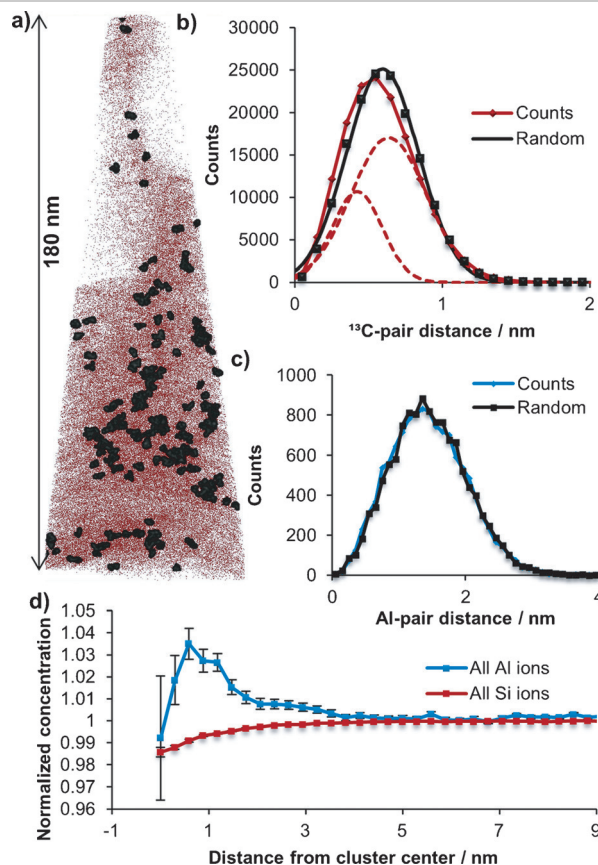 a)
180 nm
b)
30000
25000
20000
15000
10000
5000
0
Counts
Counts
Random
0 1 2
¹³C-pair distance / nm
c)
1000
800
600
400
200
0
Counts
Counts
Random
0 2 4
Al-pair distance / nm
d)
1.05
1.04
1.03
1.02
1.01
1
0.99
0.98
0.97
0.96
Normalized concentration
All Al ions
All Si ions
-1 1 3 5 7 9
Distance from cluster center / nm